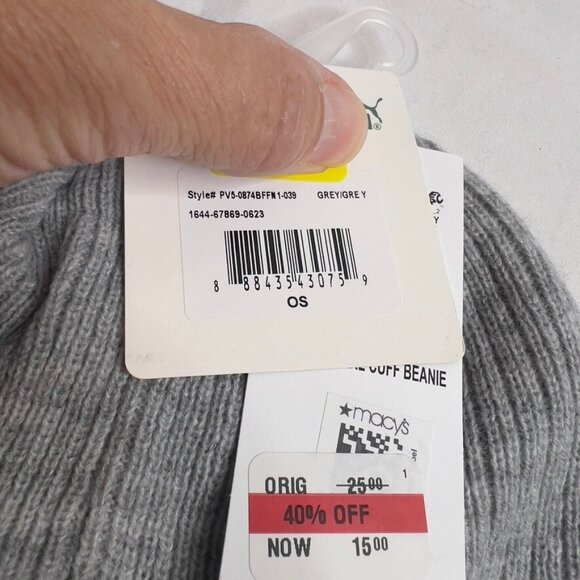 Style# PV5-0874BFFN1-039 GREY/GREY
1644-67869-0623
8 88435 43075 9
OS
CUFF BEANIE
★macy's
1
ORIG 25.00
40% OFF
NOW 15.00